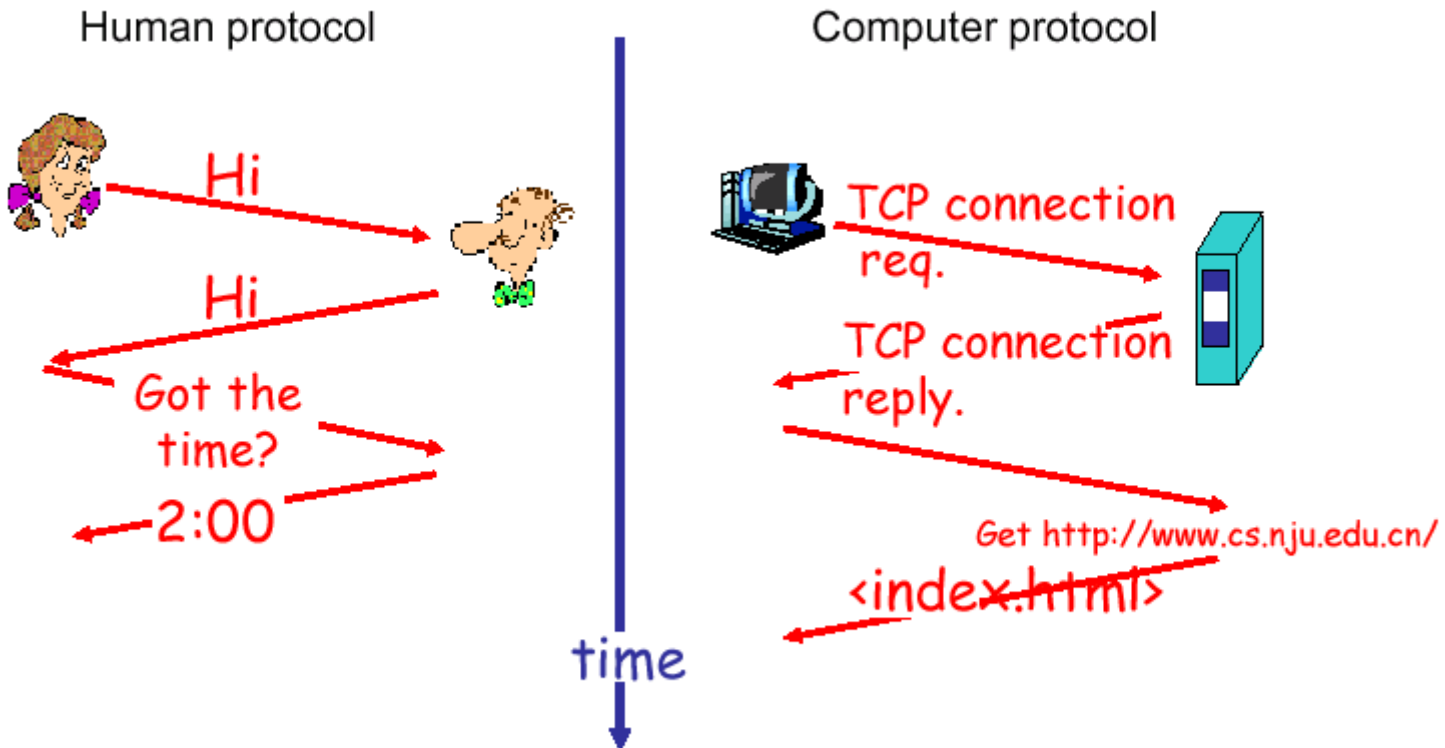 Human protocol
Computer protocol
Hi
Hi
Got the
time?
2:00
TCP connection
req.
TCP connection
reply.
Get http://www.cs.nju.edu.cn/
<index.html>
time